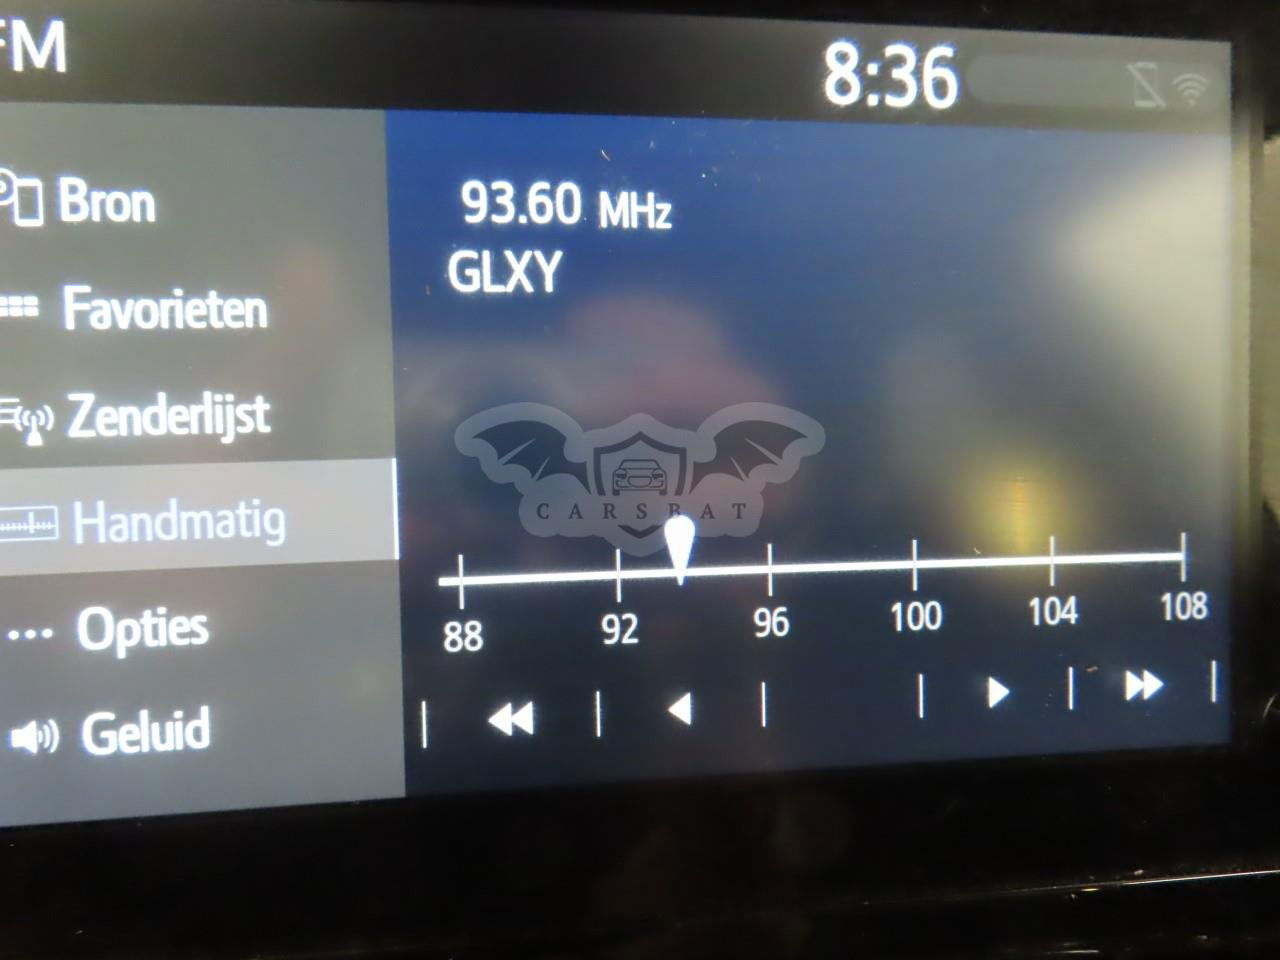 FM
8:36
Bron
Favorieten
Zenderlijst
Handmatig
Opties
Geluid
93.60 MHz
GLXY
CARSBAT
88 92 96 100 104 108